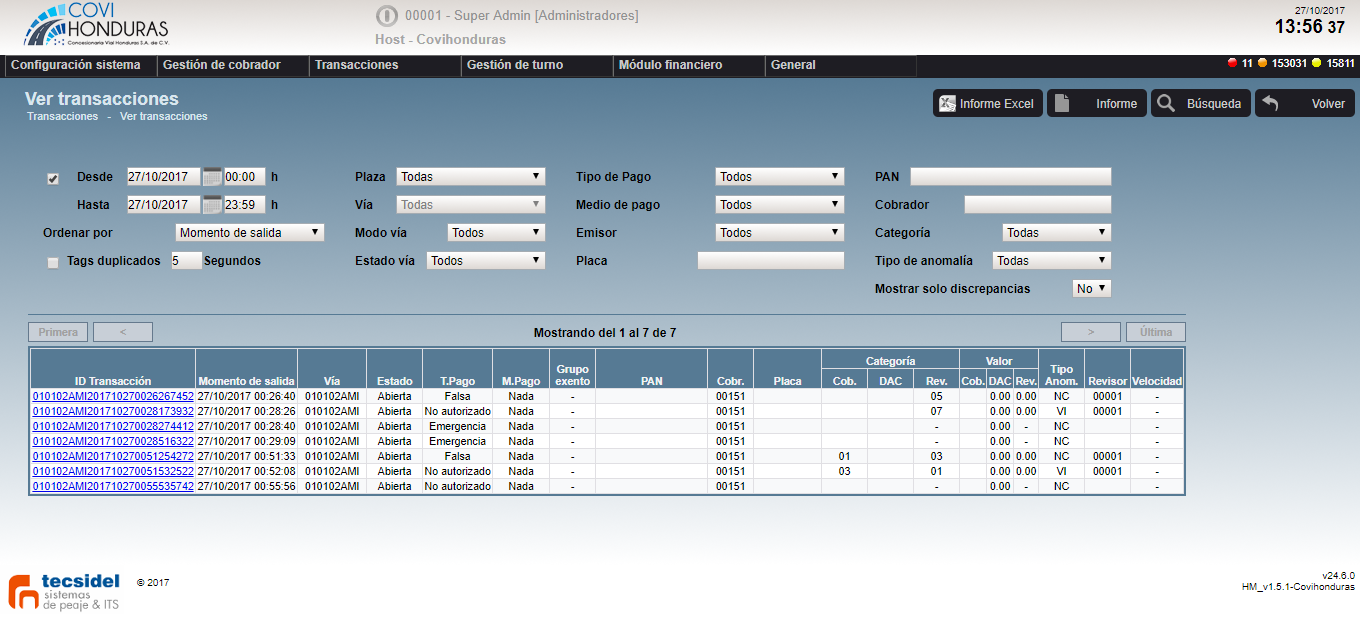 COVI
HONDURAS
Concesionaria Vial Honduras S.A. de C.V.
00001 - Super Admin [Administradores]
Host - Covihonduras
27/10/2017
13:56 37
Configuración sistema Gestión de cobrador Transacciones Gestión de turno Módulo financiero General 11 153031 15811
Ver transacciones
Transacciones - Ver transacciones
Informe Excel Informe Búsqueda Volver
Desde 27/10/2017 00:00 h Plaza Todas Tipo de Pago Todos PAN
Hasta 27/10/2017 23:59 h Vía Todas Medio de pago Todos Cobrador
Ordenar por Momento de salida Modo vía Todos Emisor Todos Categoría Todas
Tags duplicados 5 Segundos Estado vía Todos Placa Tipo de anomalía Todas
Mostrar solo discrepancias No
Primera < Mostrando del 1 al 7 de 7 > Última
ID Transacción Momento de salida Vía Estado T.Pago M.Pago Grupo exento PAN Cobr. Placa Categoría Cob. DAC Rev. Valor Cob. DAC Rev. Tipo Anom. Revisor Velocidad
010102AMI201710270026267452 27/10/2017 00:26:40 010102AMI Abierta Falsa Nada - 00151 05 0.00 0.00 NC 00001 -
010102AMI201710270028173932 27/10/2017 00:28:26 010102AMI Abierta No autorizado Nada - 00151 07 0.00 0.00 VI 00001 -
010102AMI201710270028274412 27/10/2017 00:28:40 010102AMI Abierta Emergencia Nada - 00151 - 0.00 - NC -
010102AMI201710270028516322 27/10/2017 00:29:09 010102AMI Abierta Emergencia Nada - 00151 - 0.00 - NC -
010102AMI201710270051254272 27/10/2017 00:51:33 010102AMI Abierta Falsa Nada - 00151 01 03 0.00 0.00 NC 00001 -
010102AMI201710270051532522 27/10/2017 00:52:08 010102AMI Abierta No autorizado Nada - 00151 03 01 0.00 0.00 VI 00001 -
010102AMI201710270055535742 27/10/2017 00:55:56 010102AMI Abierta No autorizado Nada - 00151 - 0.00 - NC -
tecsidel
sistemas
de peaje & ITS
© 2017
v24.6.0
HM_v1.5.1-Covihonduras